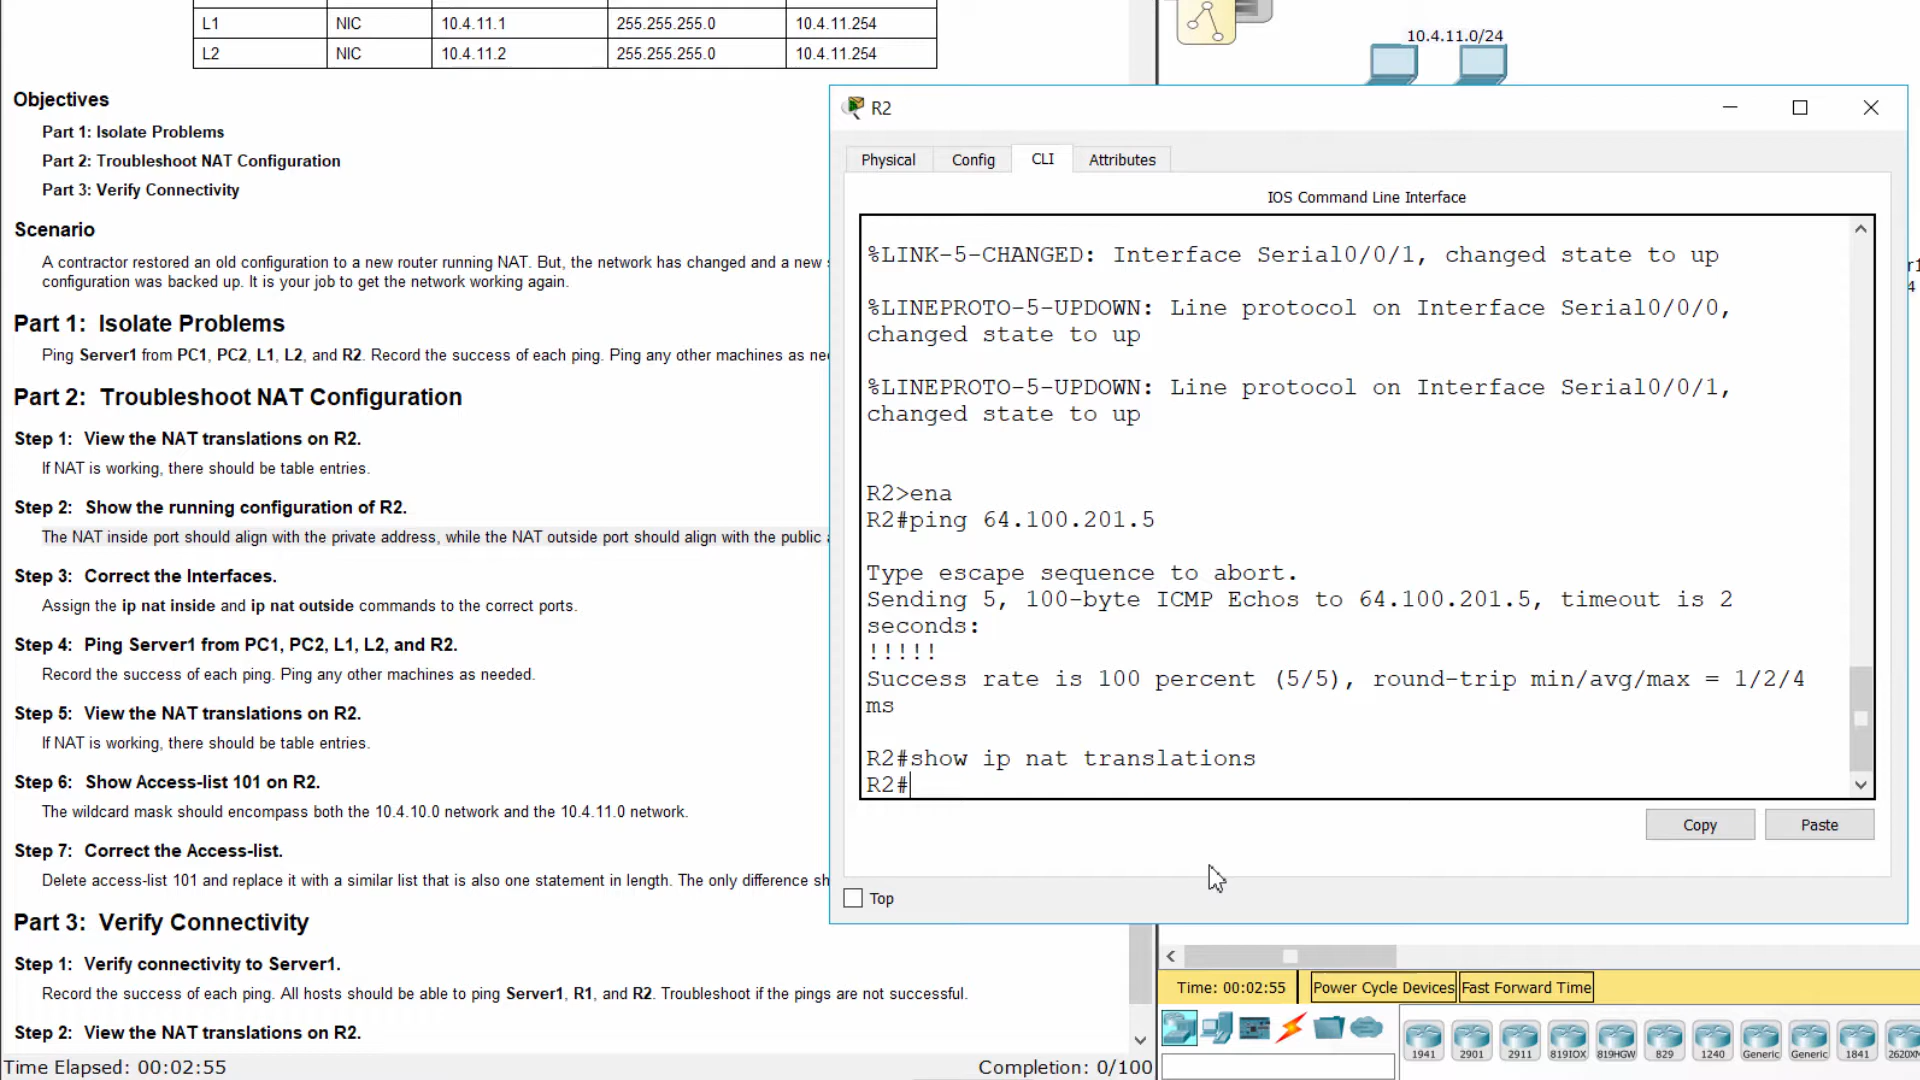 L1 NIC 10.4.11.1 255.255.255.0 10.4.11.254
L2 NIC 10.4.11.2 255.255.255.0 10.4.11.254
Objectives
Part 1: Isolate Problems
Part 2: Troubleshoot NAT Configuration
Part 3: Verify Connectivity
Scenario
A contractor restored an old configuration to a new router running NAT. But, the network has changed and a new
configuration was backed up. It is your job to get the network working again.
Part 1: Isolate Problems
Ping Server1 from PC1, PC2, L1, L2, and R2. Record the success of each ping. Ping any other machines as
Part 2: Troubleshoot NAT Configuration
Step 1: View the NAT translations on R2.
If NAT is working, there should be table entries.
Step 2: Show the running configuration of R2.
The NAT inside port should align with the private address, while the NAT outside port should align with the public
Step 3: Correct the Interfaces.
Assign the ip nat inside and ip nat outside commands to the correct ports.
Step 4: Ping Server1 from PC1, PC2, L1, L2, and R2.
Record the success of each ping. Ping any other machines as needed.
Step 5: View the NAT translations on R2.
If NAT is working, there should be table entries.
Step 6: Show Access-list 101 on R2.
The wildcard mask should encompass both the 10.4.10.0 network and the 10.4.11.0 network.
Step 7: Correct the Access-list.
Delete access-list 101 and replace it with a similar list that is also one statement in length. The only difference
Part 3: Verify Connectivity
Step 1: Verify connectivity to Server1.
Record the success of each ping. All hosts should be able to ping Server1, R1, and R2. Troubleshoot if the pings are not successful.
Step 2: View the NAT translations on R2.
Time Elapsed: 00:02:55
Completion: 0/100
10.4.11.0/24
R2
Physical Config CLI Attributes
IOS Command Line Interface
%LINK-5-CHANGED: Interface Serial0/0/1, changed state to up
%LINEPROTO-5-UPDOWN: Line protocol on Interface Serial0/0/0,
changed state to up
%LINEPROTO-5-UPDOWN: Line protocol on Interface Serial0/0/1,
changed state to up
R2>ena
R2#ping 64.100.201.5
Type escape sequence to abort.
Sending 5, 100-byte ICMP Echos to 64.100.201.5, timeout is 2
seconds:
!!!!!
Success rate is 100 percent (5/5), round-trip min/avg/max = 1/2/4
ms
R2#show ip nat translations
R2#
Copy Paste
Top
Time: 00:02:55 Power Cycle Devices Fast Forward Time
1941 2901 2911 819IOX 819HGW 829 1240 Generic Generic 1841 2620XM